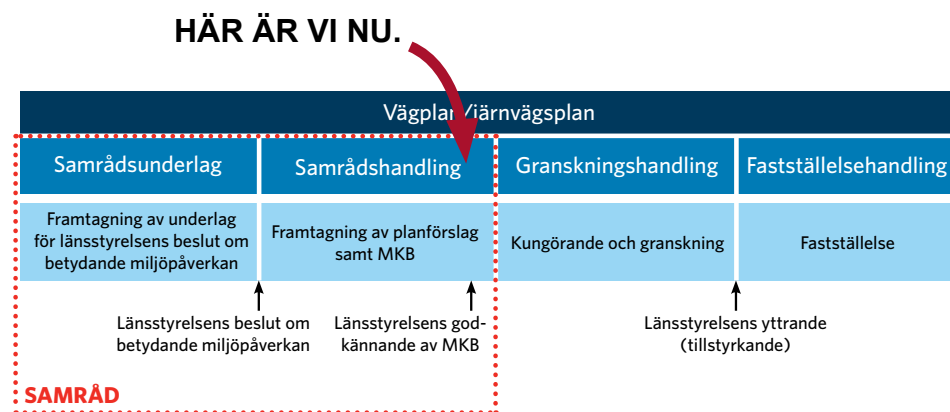 HÄR ÄR VI NU.
Vägplan/järnvägsplan
Samrådsunderlag
Samrådshandling
Granskningshandling
Fastställelsehandling
Framtagning av underlag
för länsstyrelsens beslut om
betydande miljöpåverkan
Framtagning av planförslag
samt MKB
Kungörande och granskning
Fastställelse
Länsstyrelsens beslut om
betydande miljöpåverkan
Länsstyrelsens god-
kännande av MKB
Länsstyrelsens yttrande
(tillstyrkande)
SAMRÅD